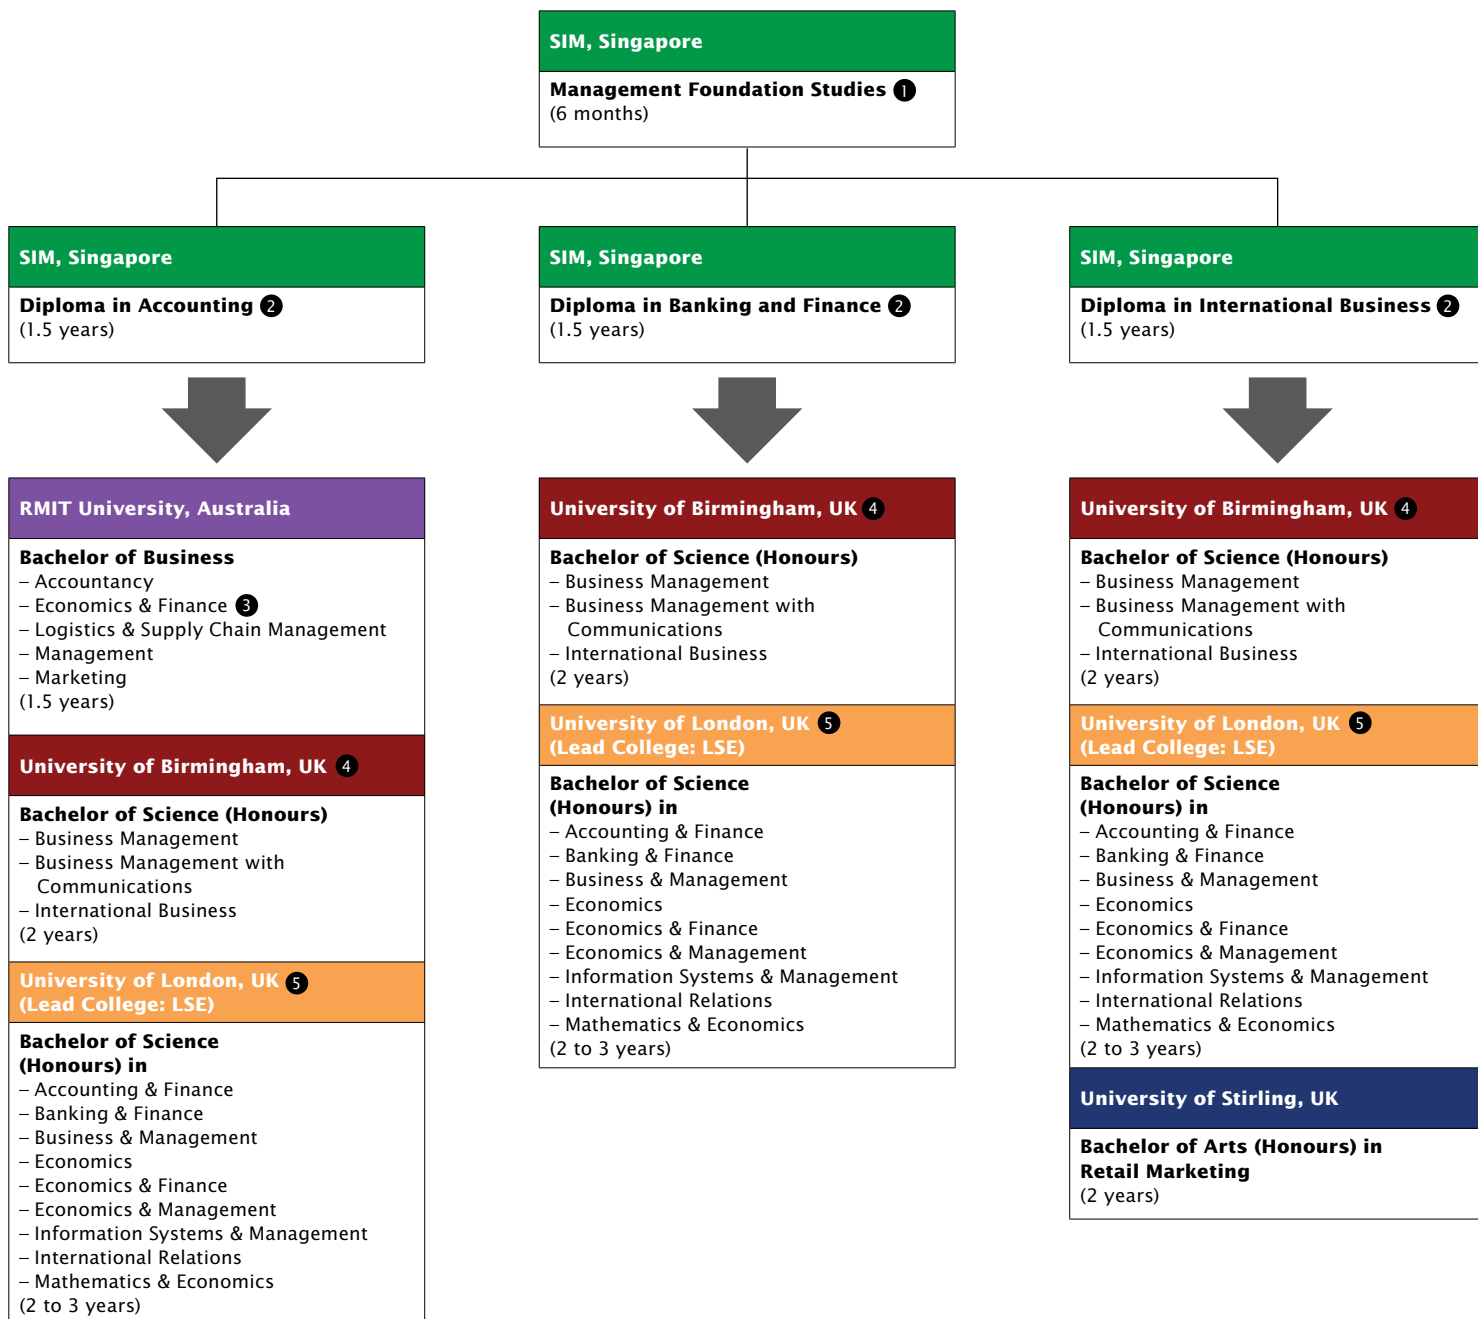 SIM, Singapore
Management Foundation Studies 1
(6 months)
SIM, Singapore
Diploma in Accounting 2
(1.5 years)
SIM, Singapore
Diploma in Banking and Finance 2
(1.5 years)
SIM, Singapore
Diploma in International Business 2
(1.5 years)
RMIT University, Australia
Bachelor of Business
– Accountancy
– Economics & Finance 3
– Logistics & Supply Chain Management
– Management
– Marketing
(1.5 years)
University of Birmingham, UK 4
Bachelor of Science (Honours)
– Business Management
– Business Management with
Communications
– International Business
(2 years)
University of London, UK 5
(Lead College: LSE)
Bachelor of Science
(Honours) in
– Accounting & Finance
– Banking & Finance
– Business & Management
– Economics
– Economics & Finance
– Economics & Management
– Information Systems & Management
– International Relations
– Mathematics & Economics
(2 to 3 years)
University of Birmingham, UK 4
Bachelor of Science (Honours)
– Business Management
– Business Management with
Communications
– International Business
(2 years)
University of London, UK 5
(Lead College: LSE)
Bachelor of Science
(Honours) in
– Accounting & Finance
– Banking & Finance
– Business & Management
– Economics
– Economics & Finance
– Economics & Management
– Information Systems & Management
– International Relations
– Mathematics & Economics
(2 to 3 years)
University of Birmingham, UK 4
Bachelor of Science (Honours)
– Business Management
– Business Management with
Communications
– International Business
(2 years)
University of London, UK 5
(Lead College: LSE)
Bachelor of Science
(Honours) in
– Accounting & Finance
– Banking & Finance
– Business & Management
– Economics
– Economics & Finance
– Economics & Management
– Information Systems & Management
– International Relations
– Mathematics & Economics
(2 to 3 years)
University of Stirling, UK
Bachelor of Arts (Honours) in
Retail Marketing
(2 years)